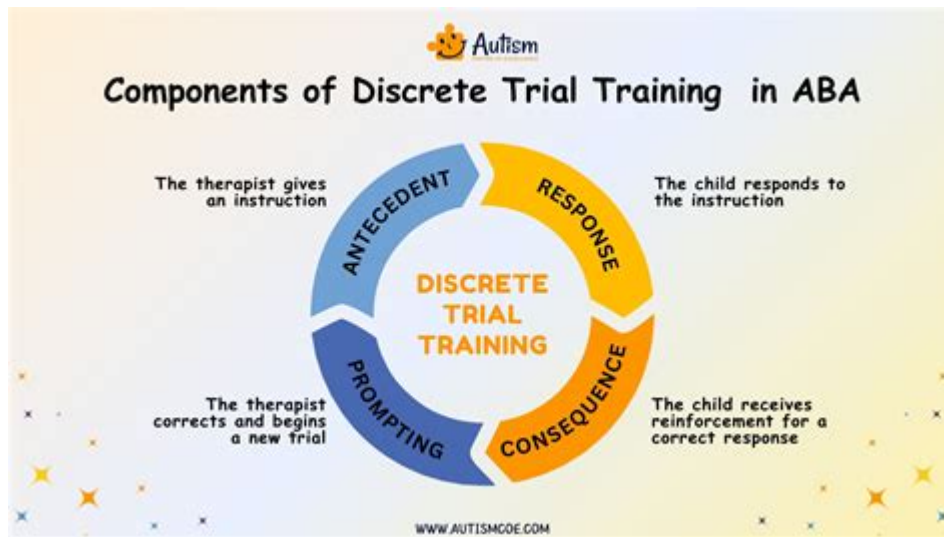 Autism
Components of Discrete Trial Training in ABA
The therapist gives
an instruction
ANTECEDENT
RESPONSE
The child responds to
the instruction
DISCRETE
TRIAL
TRAINING
The therapist
corrects and begins
a new trial
PROMPTING
CONSEQUENCE
The child receives
reinforcement for a
correct response
WWW.AUTISMCOE.COM